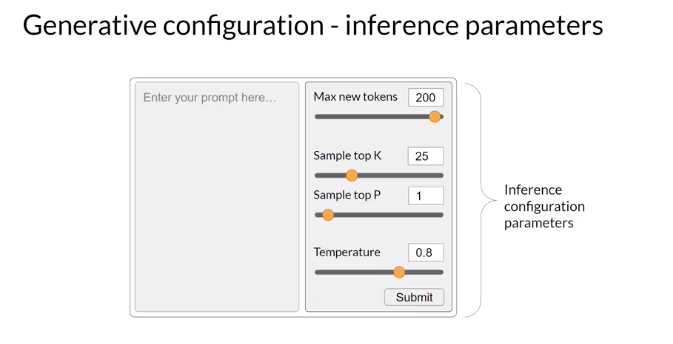 Generative configuration - inference parameters
Enter your prompt here...
Max new tokens 200
Sample top K 25
Sample top P 1
Temperature 0.8
Submit
Inference
configuration
parameters